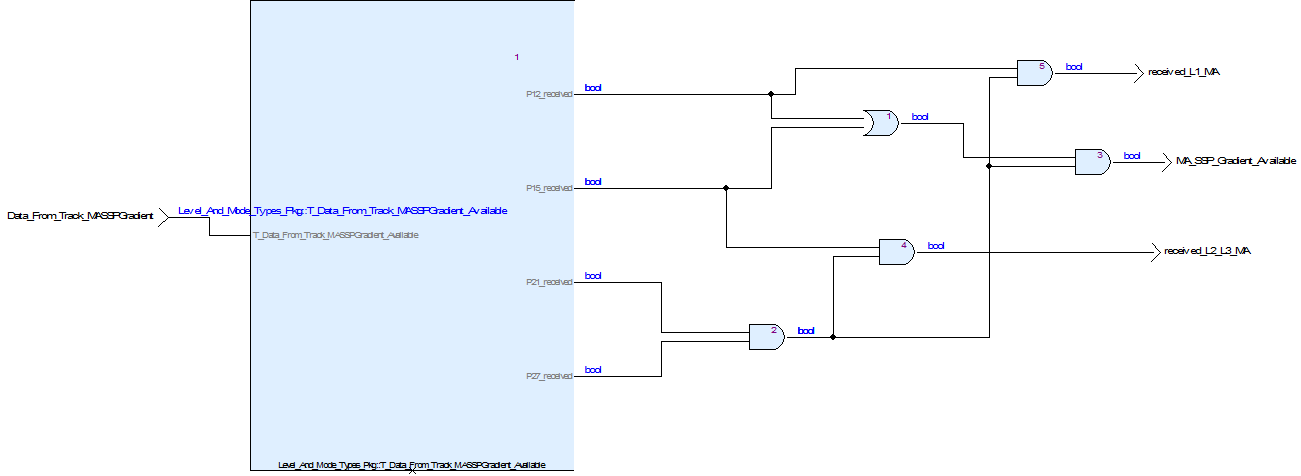 1
P12_received
bool
5
bool
received_L1_MA
1
bool
3
bool
MA_SSP_Gradient_Available
P15_received
bool
Data_From_Track_MASSPGradient
Level_And_Mode_Types_Pkg::T_Data_From_Track_MASSPGradient_Available
T_Data_From_Track_MASSPGradient_Available
4
bool
received_L2_L3_MA
P21_received
bool
2
bool
P27_received
bool
Level_And_Mode_Types_Pkg::T_Data_From_Track_MASSPGradient_Available